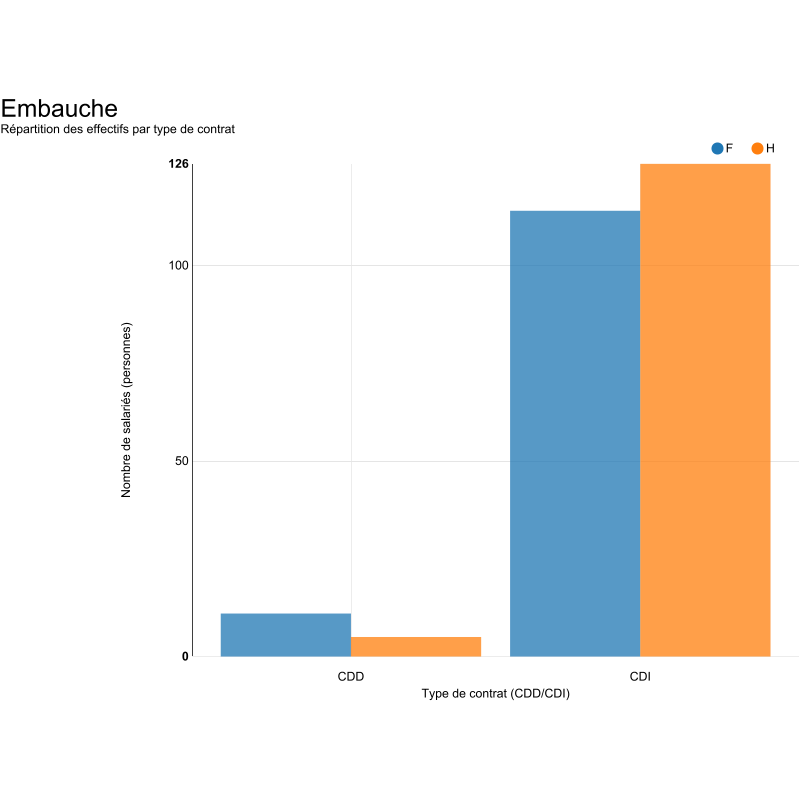 Embauche
Répartition des effectifs par type de contrat
F H
126
100
50
0
Nombre de salariés (personnes)
CDD CDI
Type de contrat (CDD/CDI)